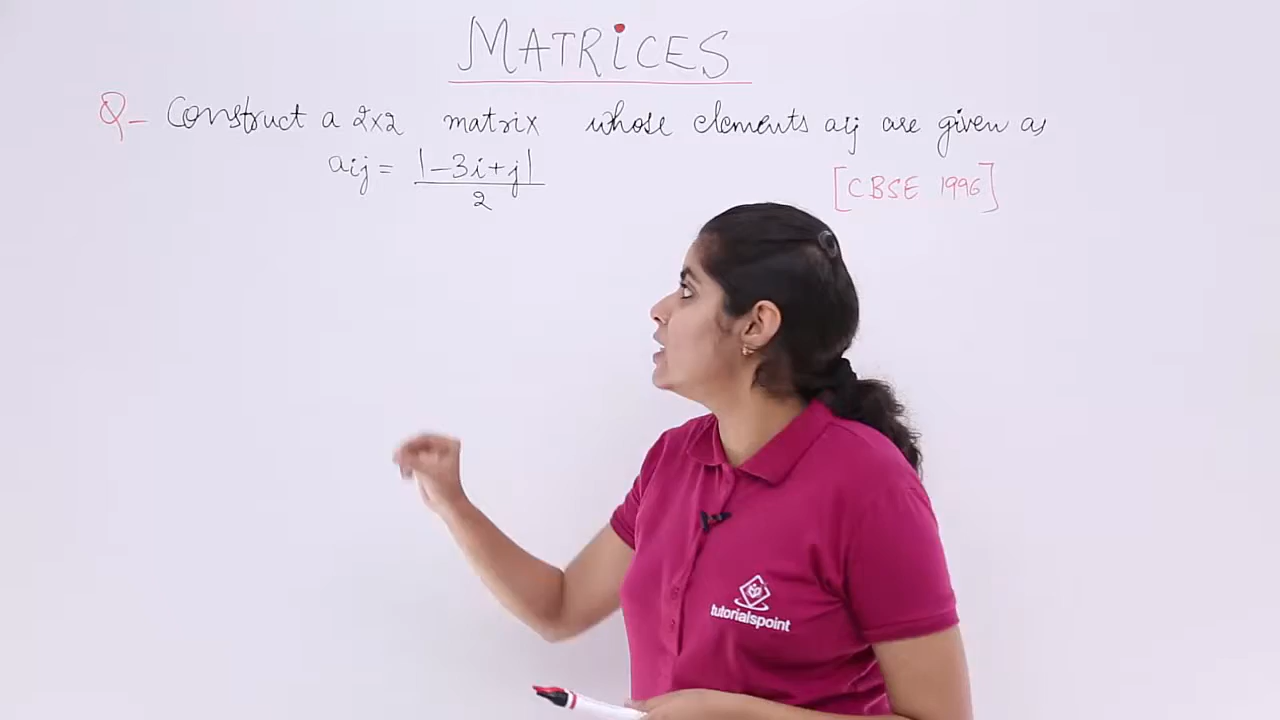 MATRICES
Q- Construct a 2x2 matrix whose elements aij are given as
aij = |-3i+j| / 2
[CBSE 1996]
tutorialspoint